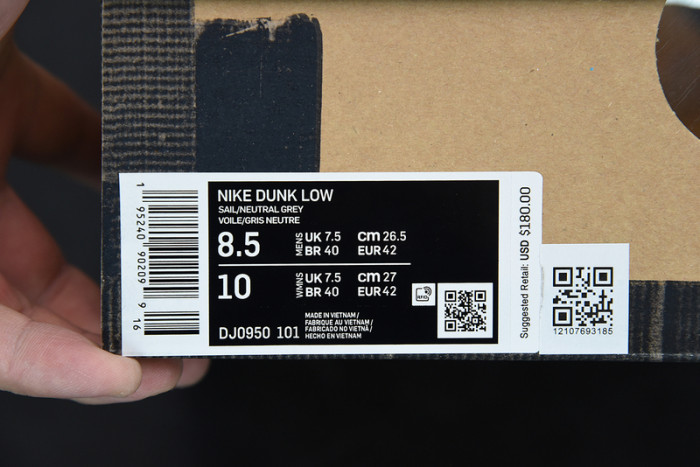 NIKE DUNK LOW
SAIL/NEUTRAL GREY
VOILE/GRIS NEUTRE
8.5 MENS UK 7.5 cm 26.5
BR 40 EUR 42
10 WMNS UK 7.5 cm 27
BR 40 EUR 42
RFID
DJ0950 101
MADE IN VIETNAM /
FABRIQUE AU VIETNAM /
FABRICADO NO VIETNÃ /
HECHO EN VIETNAM
1 95240 90209 9 16
Suggested Retail: USD $180.00
12107693185